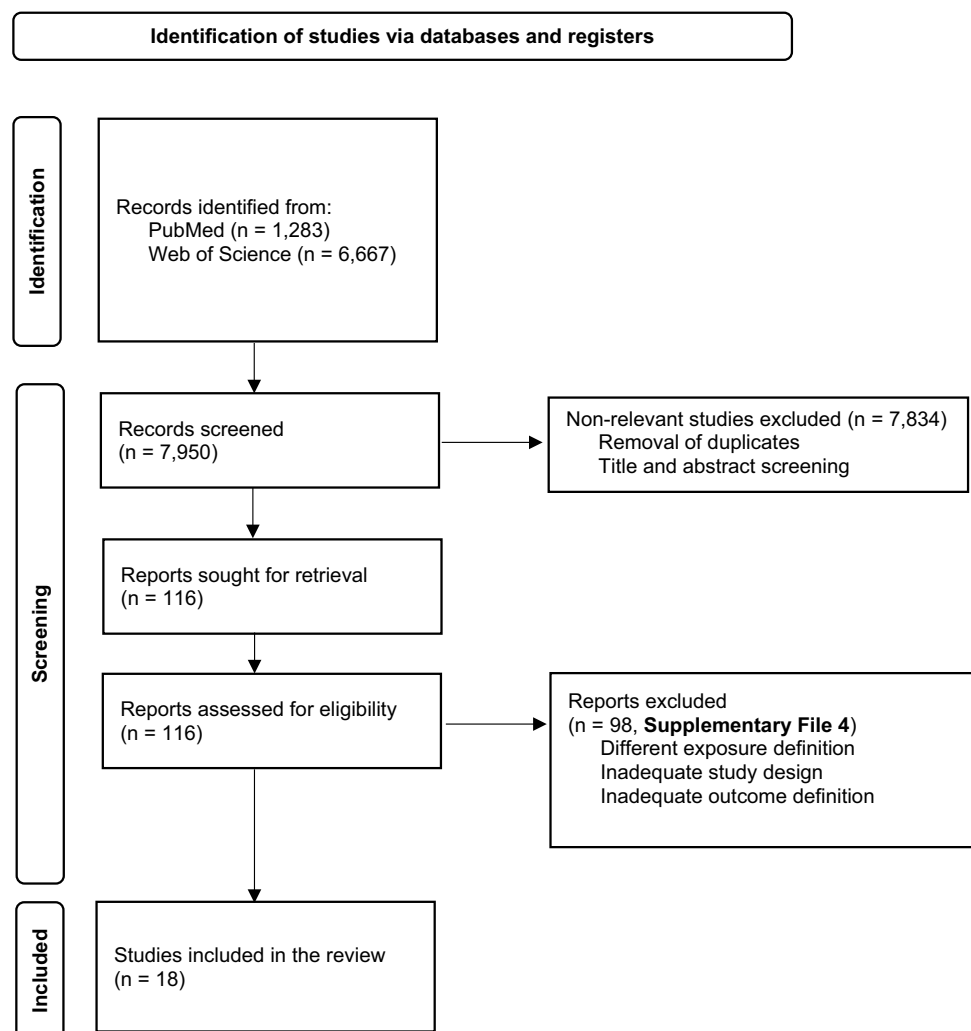 Identification of studies via databases and registers
Identification
Records identified from:
PubMed (n = 1,283)
Web of Science (n = 6,667)
Screening
Records screened
(n = 7,950)
Non-relevant studies excluded (n = 7,834)
Removal of duplicates
Title and abstract screening
Reports sought for retrieval
(n = 116)
Reports assessed for eligibility
(n = 116)
Reports excluded
(n = 98, Supplementary File 4)
Different exposure definition
Inadequate study design
Inadequate outcome definition
Included
Studies included in the review
(n = 18)